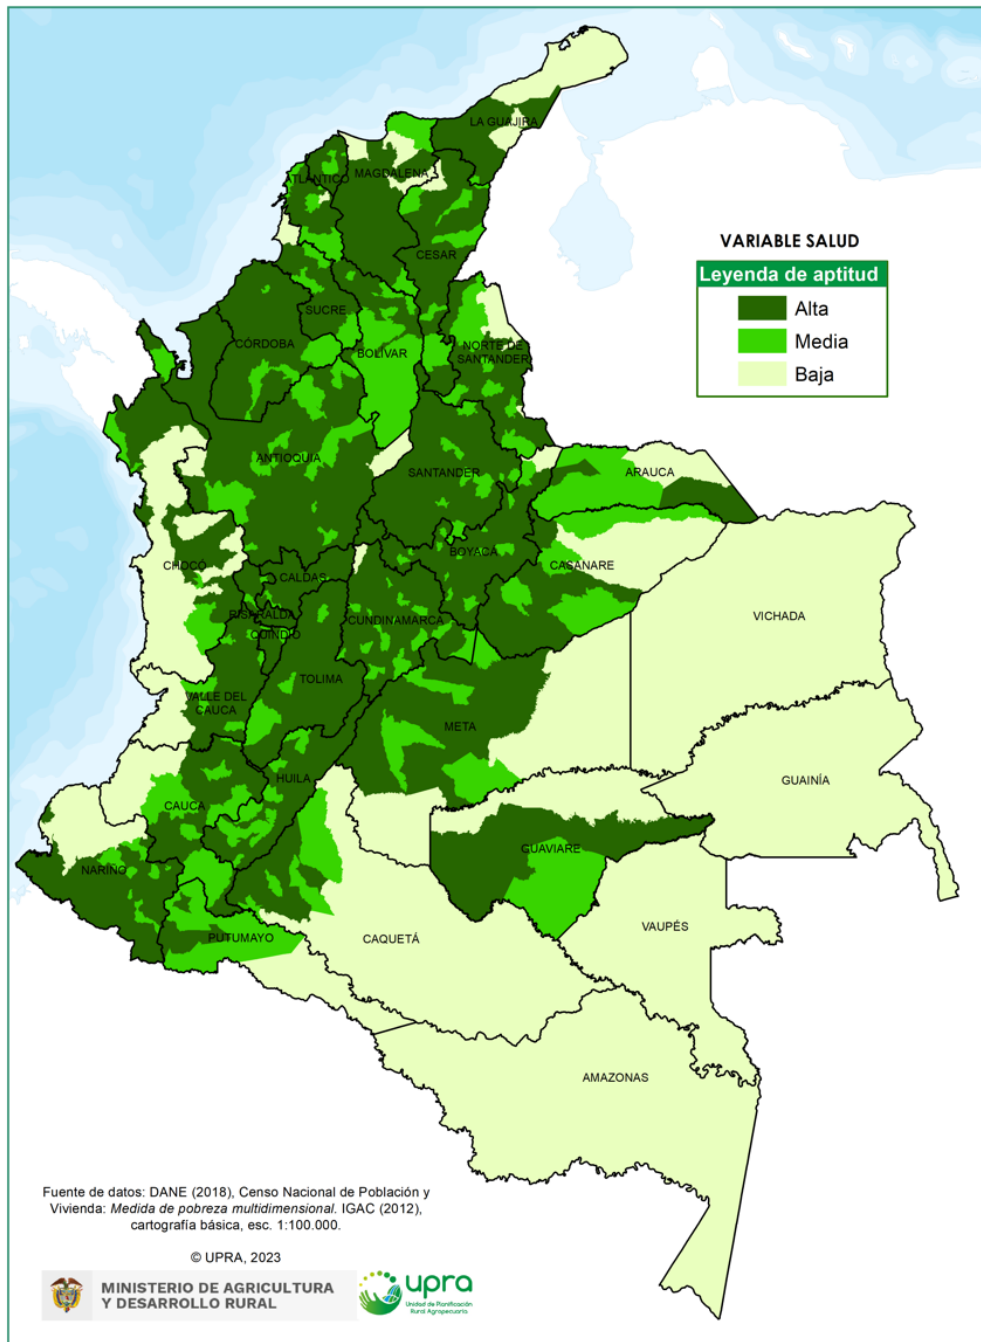 LA GUAJIRA
ATLÁNTICO
MAGDALENA
CESAR
SUCRE
CÓRDOBA
BOLÍVAR
NORTE DE
SANTANDER
ANTIOQUIA
SANTANDER
ARAUCA
CHOCÓ
BOYACÁ
CASANARE
CALDAS
RISARALDA
CUNDINAMARCA
QUINDÍO
VICHADA
TOLIMA
VALLE DEL
CAUCA
META
HUILA
GUAINÍA
CAUCA
GUAVIARE
NARIÑO
PUTUMAYO
CAQUETÁ
VAUPÉS
AMAZONAS
VARIABLE SALUD
Leyenda de aptitud
Alta
Media
Baja
Fuente de datos: DANE (2018), Censo Nacional de Población y
Vivienda: Medida de pobreza multidimensional. IGAC (2012),
cartografía básica, esc. 1:100.000.
© UPRA, 2023
MINISTERIO DE AGRICULTURA
Y DESARROLLO RURAL
upra
Unidad de Planificación
Rural Agropecuaria